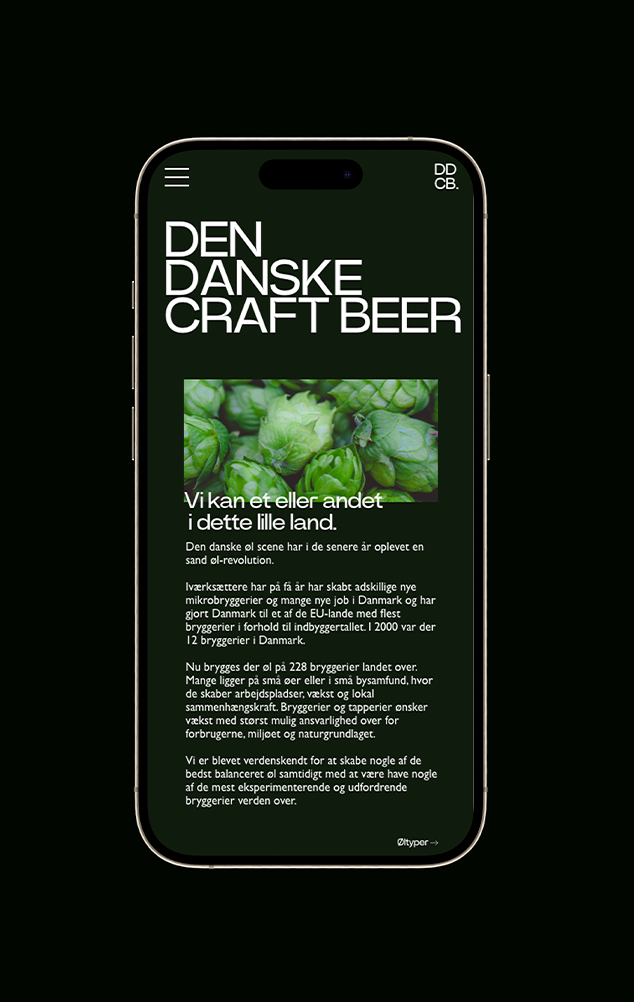 DD
CB.
DEN
DANSKE
CRAFT BEER
Vi kan et eller andet
i dette lille land.
Den danske øl scene har i de senere år oplevet en
sand øl-revolution.
Iværksættere har på få år har skabt adskillige nye
mikrobryggerier og mange nye job i Danmark og har
gjort Danmark til et af de EU-lande med flest
bryggerier i forhold til indbyggertallet. I 2000 var der
12 bryggerier i Danmark.
Nu brygges der øl på 228 bryggerier landet over.
Mange ligger på små øer eller i små bysamfund, hvor
de skaber arbejdspladser, vækst og lokal
sammenhængskraft. Bryggerier og tapperier ønsker
vækst med størst mulig ansvarlighed over for
forbrugerne, miljøet og naturgrundlaget.
Vi er blevet verdenskendt for at skabe nogle af de
bedst balanceret øl samtidigt med at være have nogle
af de mest eksperimenterende og udfordrende
bryggerier verden over.
Øltyper →